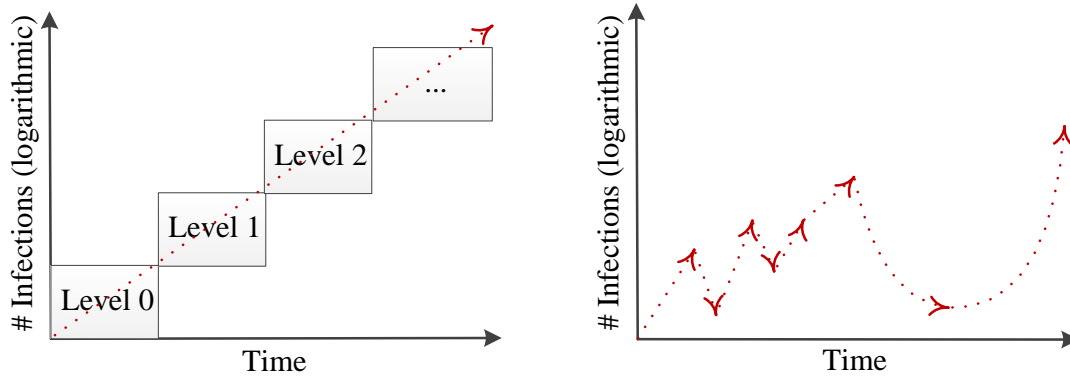 # Infections (logarithmic)
...
Level 2
Level 1
Level 0
Time
# Infections (logarithmic)
Time